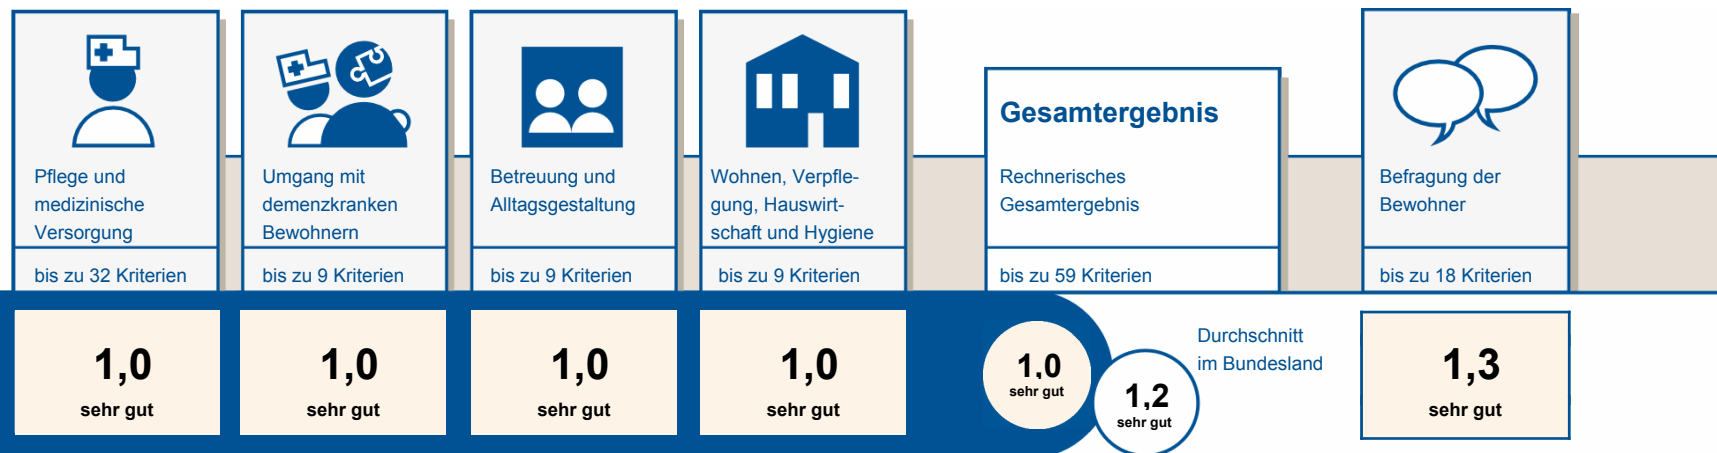 Pflege und
medizinische
Versorgung
bis zu 32 Kriterien
1,0
sehr gut
Umgang mit
demenzkranken
Bewohnern
bis zu 9 Kriterien
1,0
sehr gut
Betreuung und
Alltagsgestaltung
bis zu 9 Kriterien
1,0
sehr gut
Wohnen, Verpfle-
gung, Hauswirt-
schaft und Hygiene
bis zu 9 Kriterien
1,0
sehr gut
Gesamtergebnis
Rechnerisches
Gesamtergebnis
bis zu 59 Kriterien
1,0
sehr gut
1,2
sehr gut
Durchschnitt
im Bundesland
Befragung der
Bewohner
bis zu 18 Kriterien
1,3
sehr gut